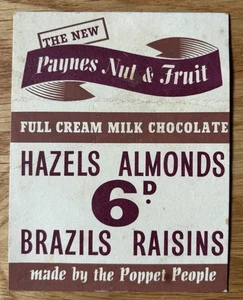 THE NEW
Paynes Nut & Fruit
FULL CREAM MILK CHOCOLATE
HAZELS ALMONDS
6D.
BRAZILS RAISINS
made by the Poppet People